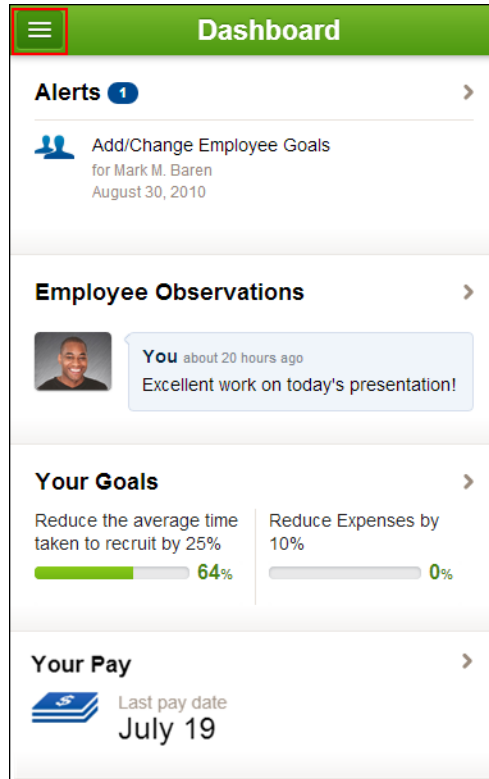 Dashboard
Alerts 1
Add/Change Employee Goals
for Mark M. Baren
August 30, 2010
Employee Observations
You about 20 hours ago
Excellent work on today's presentation!
Your Goals
Reduce the average time
taken to recruit by 25%
64%
Reduce Expenses by
10%
0%
Your Pay
$
Last pay date
July 19